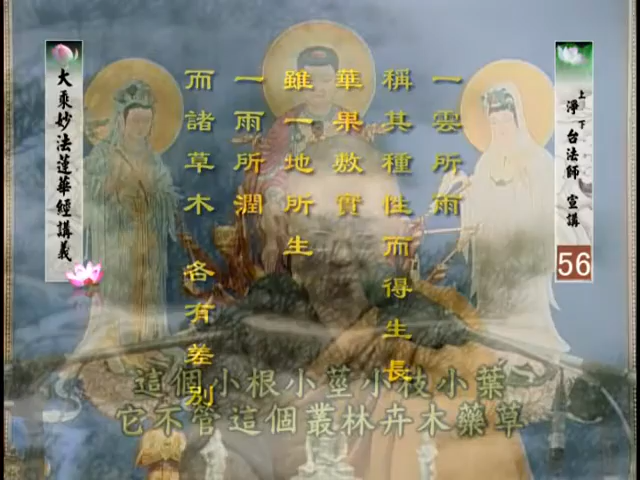 上淨下台法師 宣講
56
一雲所雨
稱其種性而得生長
華果敷實
雖一地所生
一雨所潤
而諸草木 各有差別
大乘妙法蓮華經講義
這個小根小莖小枝小葉
它不管這個叢林卉木藥草